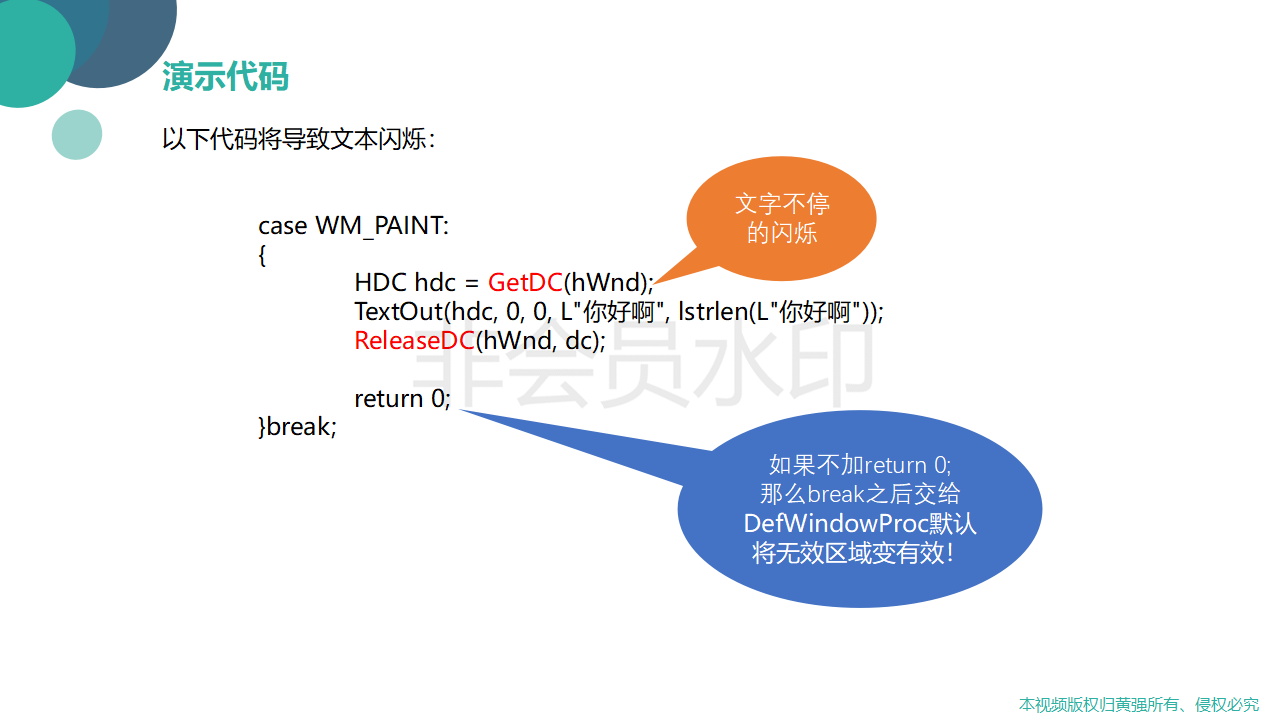 演示代码
以下代码将导致文本闪烁：
文字不停
的闪烁
case WM_PAINT:
{
HDC hdc = GetDC(hWnd);
TextOut(hdc, 0, 0, L"你好啊", lstrlen(L"你好啊"));
ReleaseDC(hWnd, dc);
非会员水印
return 0;
}break;
如果不加return 0;
那么break之后交给
DefWindowProc默认
将无效区域变有效！
本视频版权归黄强所有、侵权必究